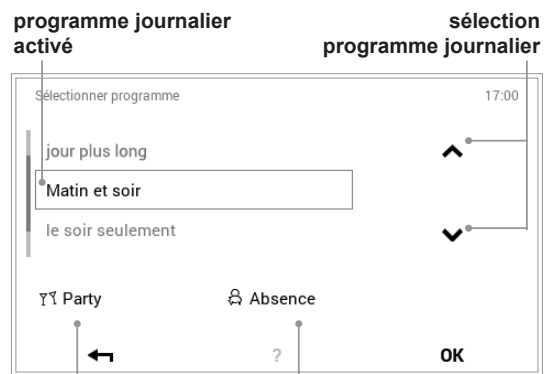 programme journalier
activé
sélection
programme journalier
Sélectionner programme 17:00
jour plus long
Matin et soir
le soir seulement
Party Absence
? OK